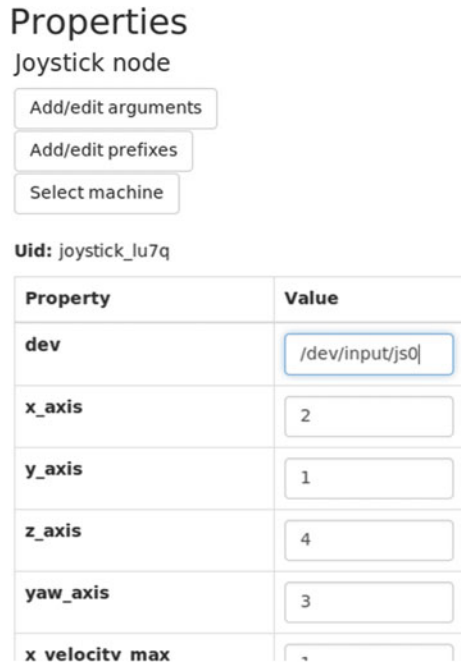 Properties
Joystick node
Add/edit arguments
Add/edit prefixes
Select machine
Uid: joystick_lu7q
Property Value
dev /dev/input/js0
x_axis 2
y_axis 1
z_axis 4
yaw_axis 3
x_velocity_max